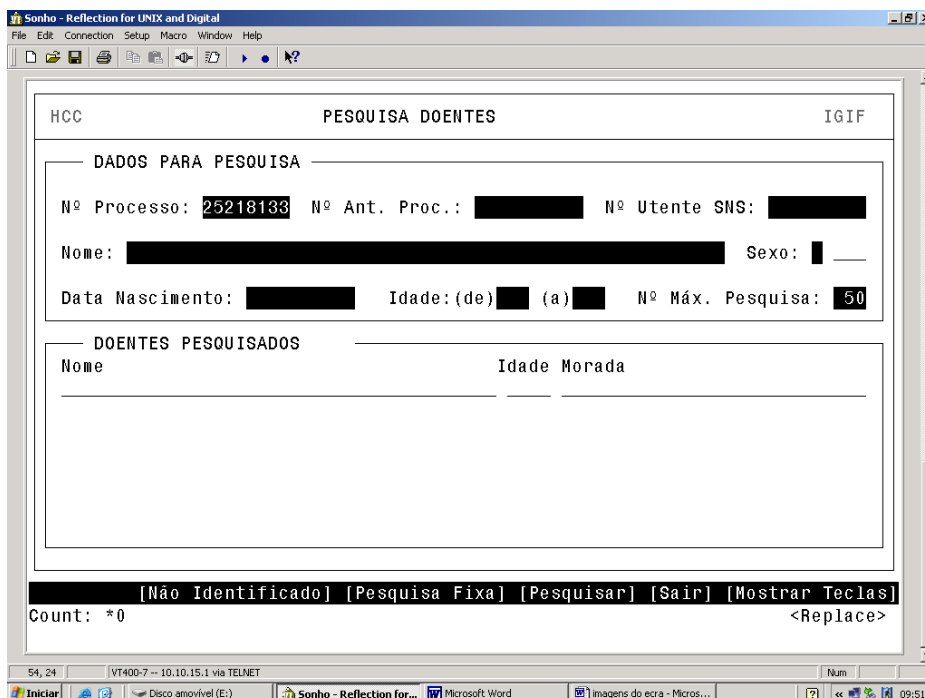 Sonho - Reflection for UNIX and Digital
File Edit Connection Setup Macro Window Help
HCC PESQUISA DOENTES IGIF
DADOS PARA PESQUISA
Nº Processo: 25218133 Nº Ant. Proc.: Nº Utente SNS:
Nome: Sexo:
Data Nascimento: Idade:(de) (a) Nº Máx. Pesquisa: 50
DOENTES PESQUISADOS
Nome Idade Morada
[Não Identificado] [Pesquisa Fixa] [Pesquisar] [Sair] [Mostrar Teclas]
Count: *0 <Replace>
54, 24 VT400-7 -- 10.10.15.1 via TELNET Num
Iniciar Disco amovível (E:) Sonho - Reflection for... Microsoft Word imagens do ecra - Micros... 09:51